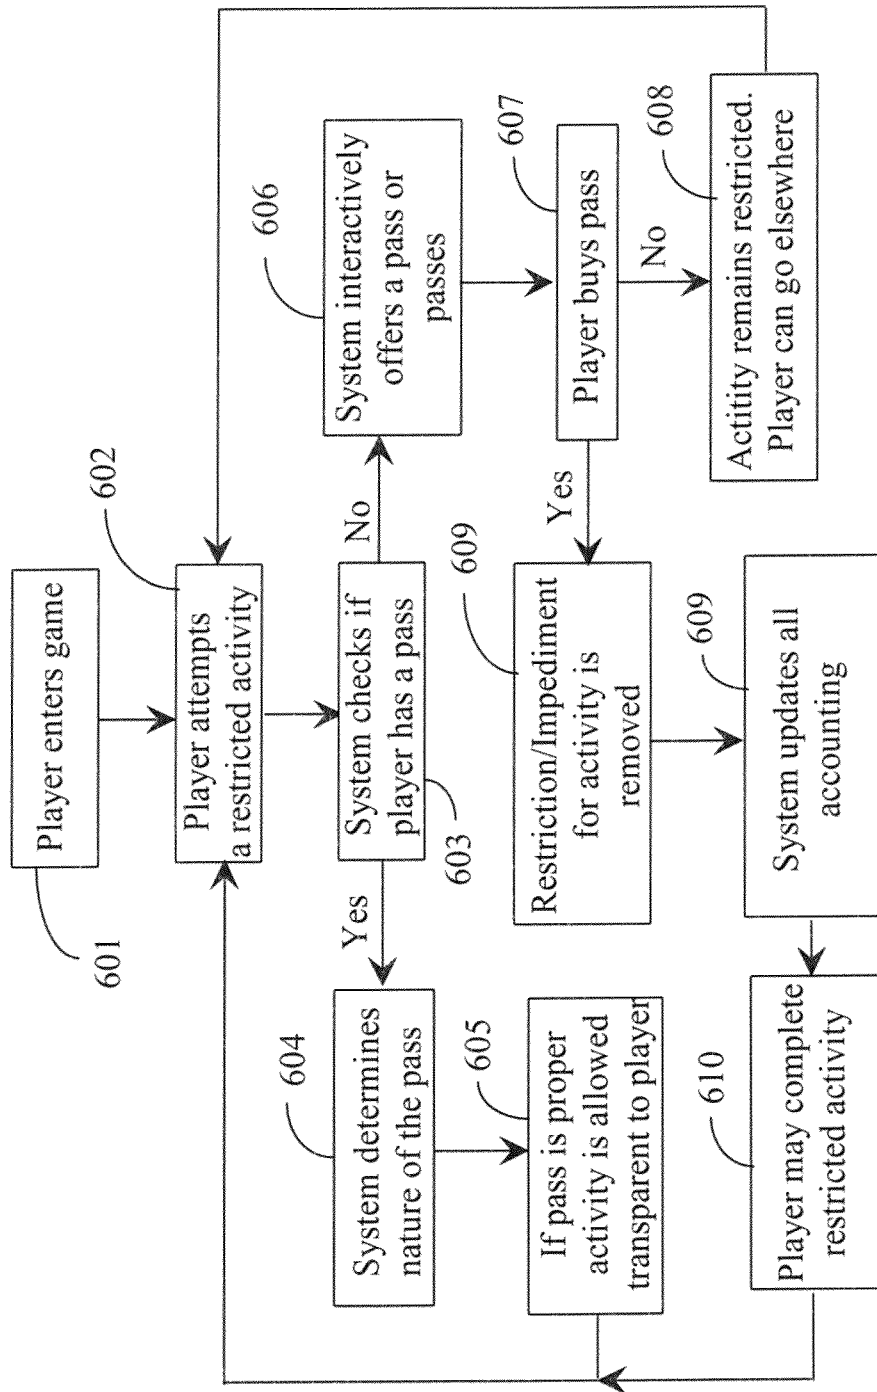 Player enters game
601
602
Player attempts
a restricted activity
System checks if
player has a pass
603
Yes
No
System determines
nature of the pass
604
If pass is proper
activity is allowed
transparent to player
605
System interactively
offers a pass or
passes
606
Player buys pass
607
Yes
No
Actitity remains restricted.
Player can go elsewhere
608
Restriction/Impediment
for activity is
removed
609
System updates all
accounting
609
Player may complete
restricted activity
610